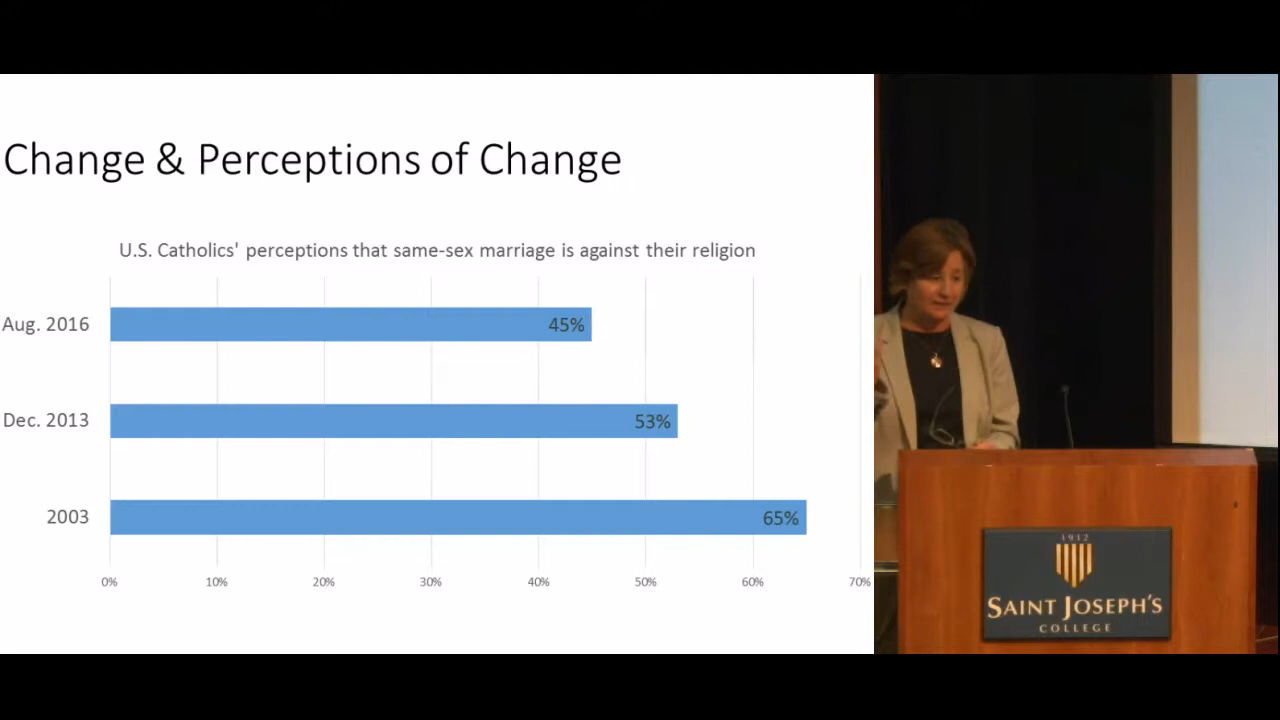 Change & Perceptions of Change
U.S. Catholics' perceptions that same-sex marriage is against their religion
Aug. 2016
45%
Dec. 2013
53%
2003
65%
0% 10% 20% 30% 40% 50% 60% 70%
1912
SAINT JOSEPH'S
COLLEGE